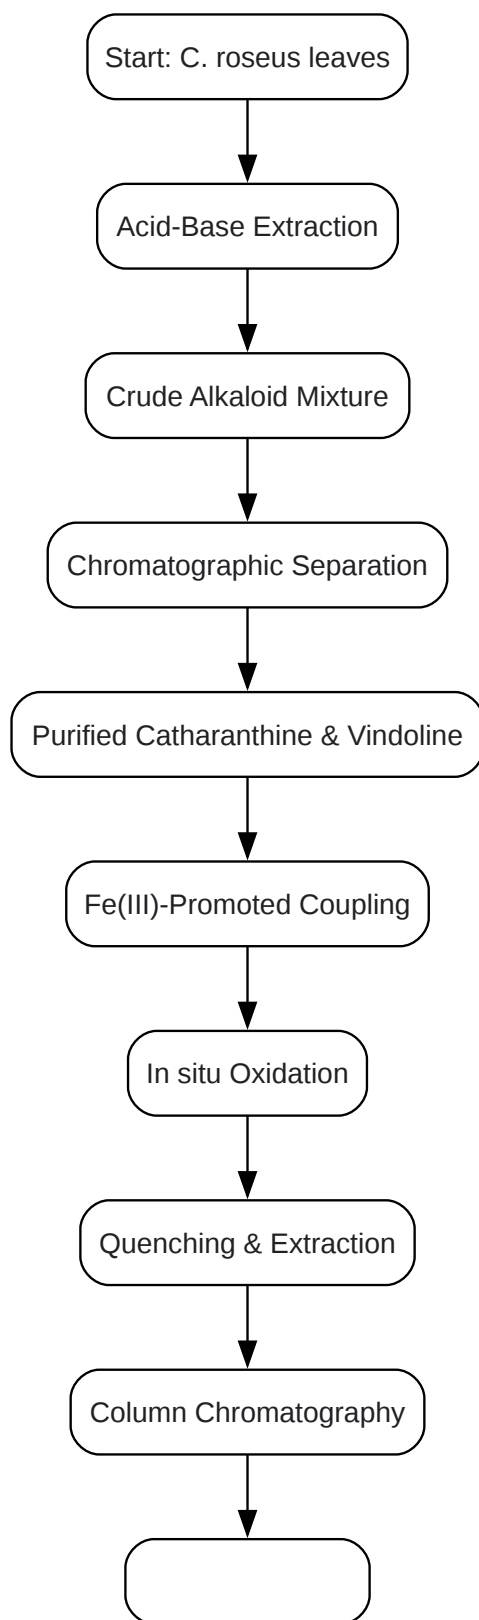 Start: C. roseus leaves
Acid-Base Extraction
Crude Alkaloid Mixture
Chromatographic Separation
Purified Catharanthine & Vindoline
Fe(III)-Promoted Coupling
In situ Oxidation
Quenching & Extraction
Column Chromatography